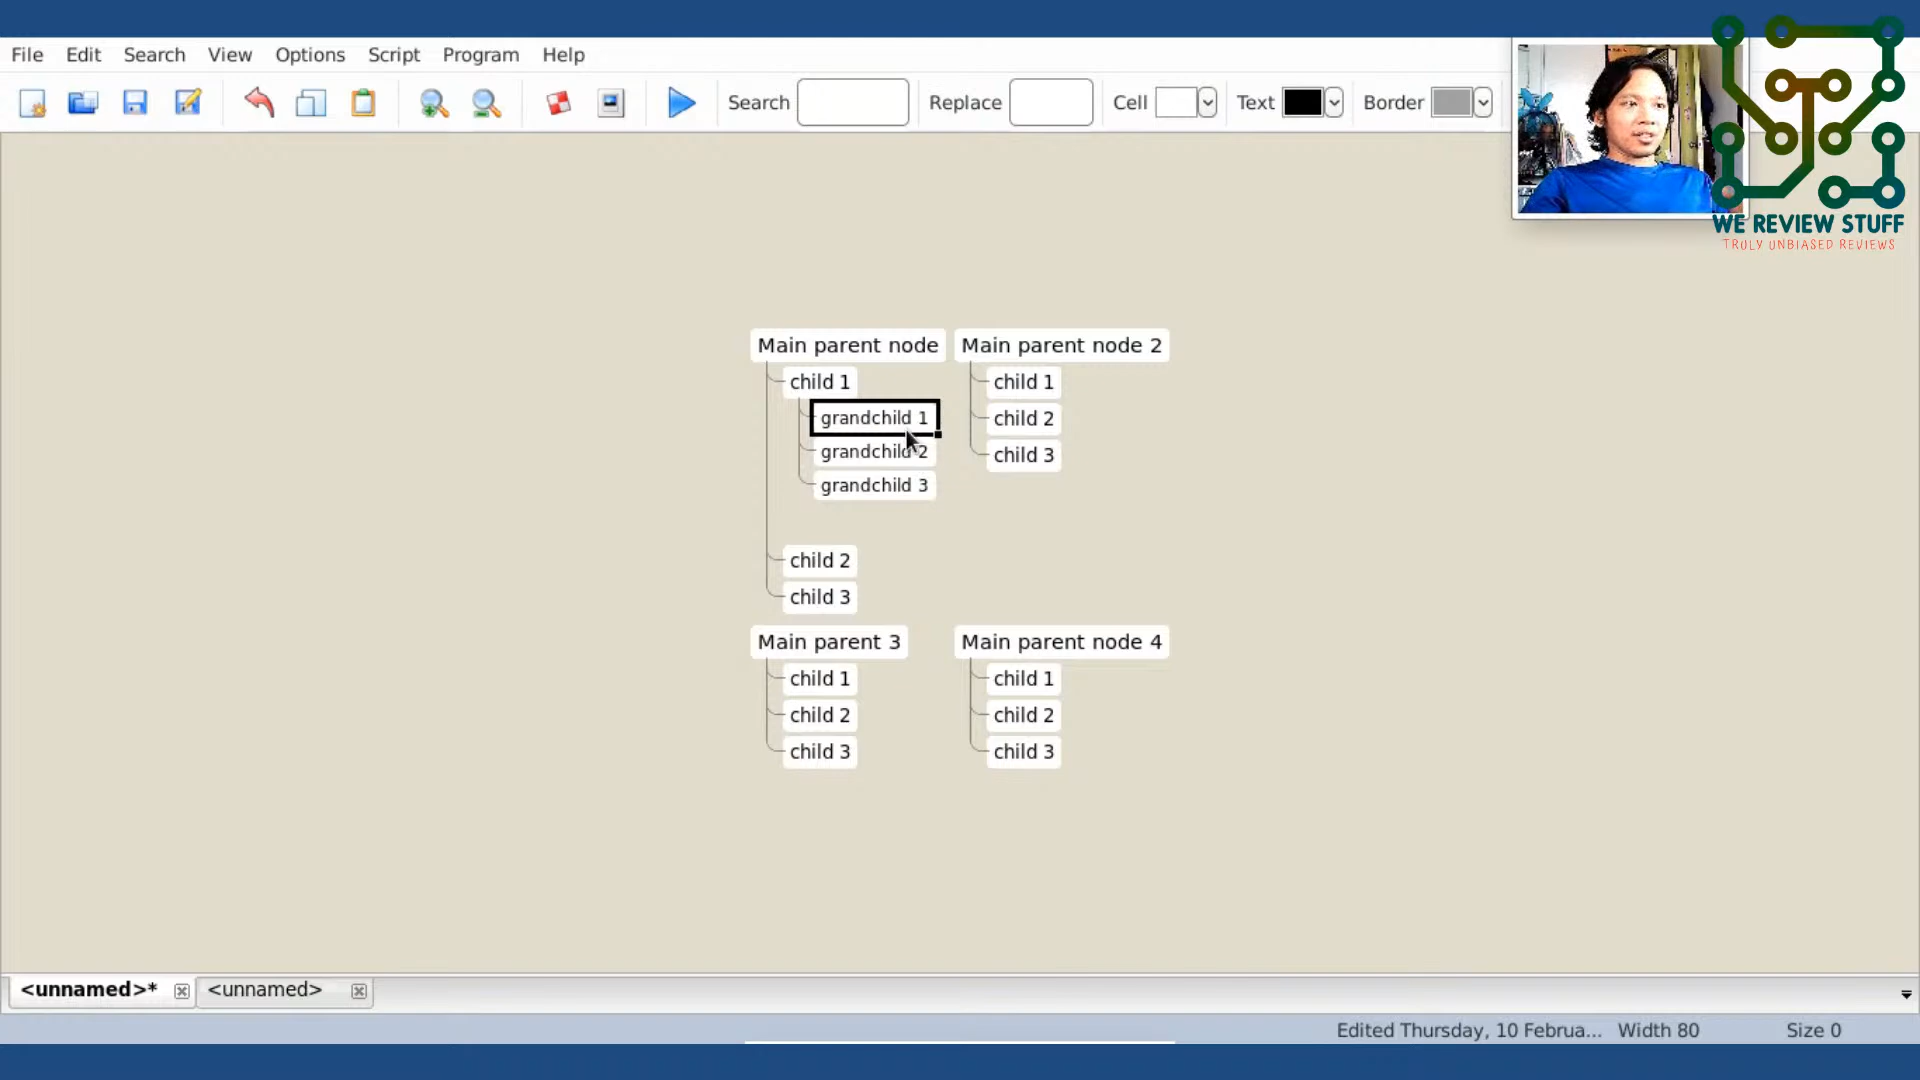 File Edit Search View Options Script Program Help
Search Replace Cell Text Border
WE REVIEW STUFF
TRULY UNBIASED REVIEWS
Main parent node Main parent node 2
child 1 child 1
grandchild 1 child 2
grandchild 2 child 3
grandchild 3
child 2
child 3
Main parent 3 Main parent node 4
child 1 child 1
child 2 child 2
child 3 child 3
<unnamed>* <unnamed>
Edited Thursday, 10 Februa... Width 80 Size 0